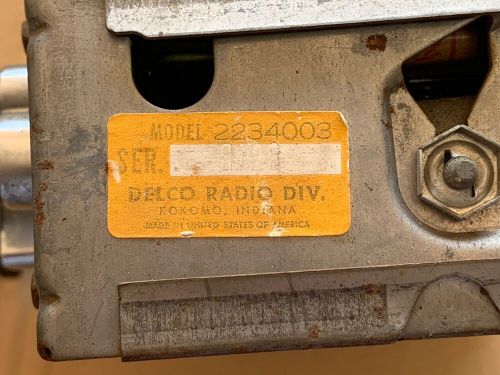 MODEL 2234003
SER.
DELCO RADIO DIV.
KOKOMO, INDIANA
MADE IN UNITED STATES OF AMERICA